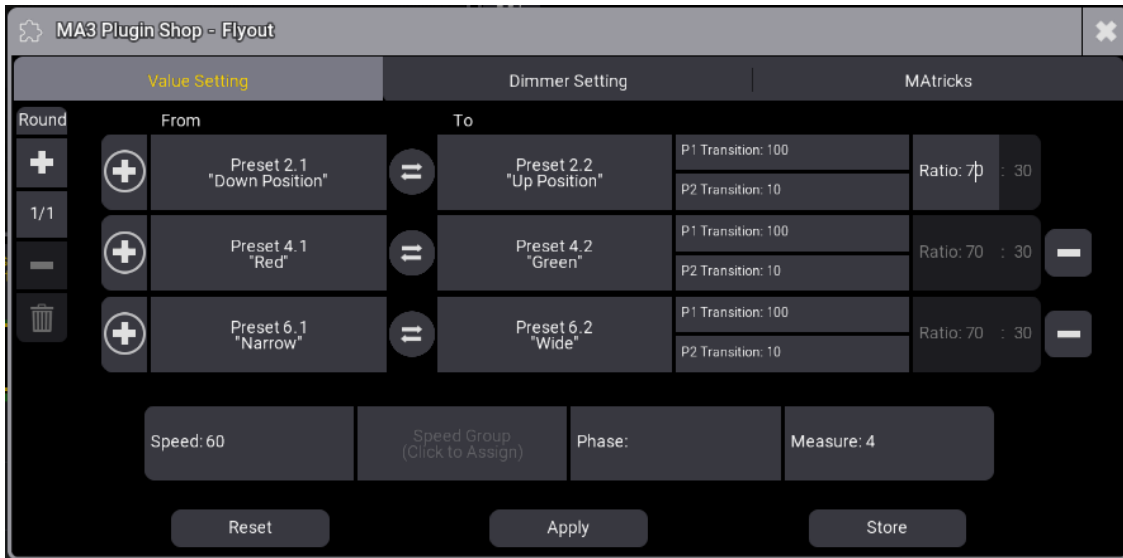 MA3 Plugin Shop - Flyout
Value Setting
Dimmer Setting
MAtricks
Round
From
To
Preset 2.1
"Down Position"
Preset 2.2
"Up Position"
P1 Transition: 100
P2 Transition: 10
Ratio: 70 : 30
1/1
Preset 4.1
"Red"
Preset 4.2
"Green"
P1 Transition: 100
P2 Transition: 10
Ratio: 70 : 30
Preset 6.1
"Narrow"
Preset 6.2
"Wide"
P1 Transition: 100
P2 Transition: 10
Ratio: 70 : 30
Speed: 60
Speed Group
(Click to Assign)
Phase:
Measure: 4
Reset
Apply
Store